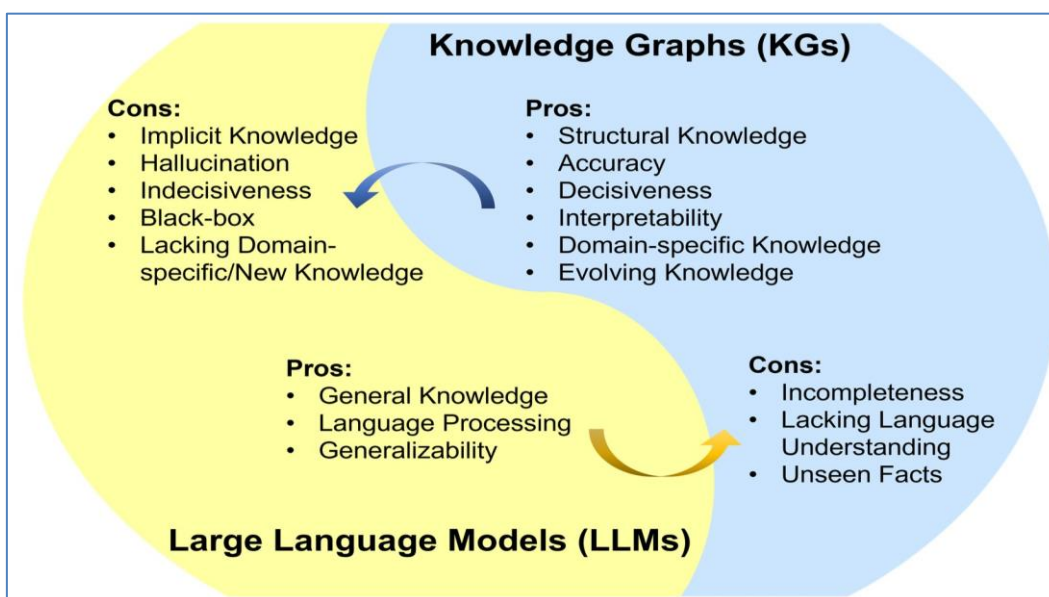 Knowledge Graphs (KGs)
Cons:
• Implicit Knowledge
• Hallucination
• Indecisiveness
• Black-box
• Lacking Domain-
specific/New Knowledge
Pros:
• Structural Knowledge
• Accuracy
• Decisiveness
• Interpretability
• Domain-specific Knowledge
• Evolving Knowledge
Pros:
• General Knowledge
• Language Processing
• Generalizability
Cons:
• Incompleteness
• Lacking Language
Understanding
• Unseen Facts
Large Language Models (LLMs)